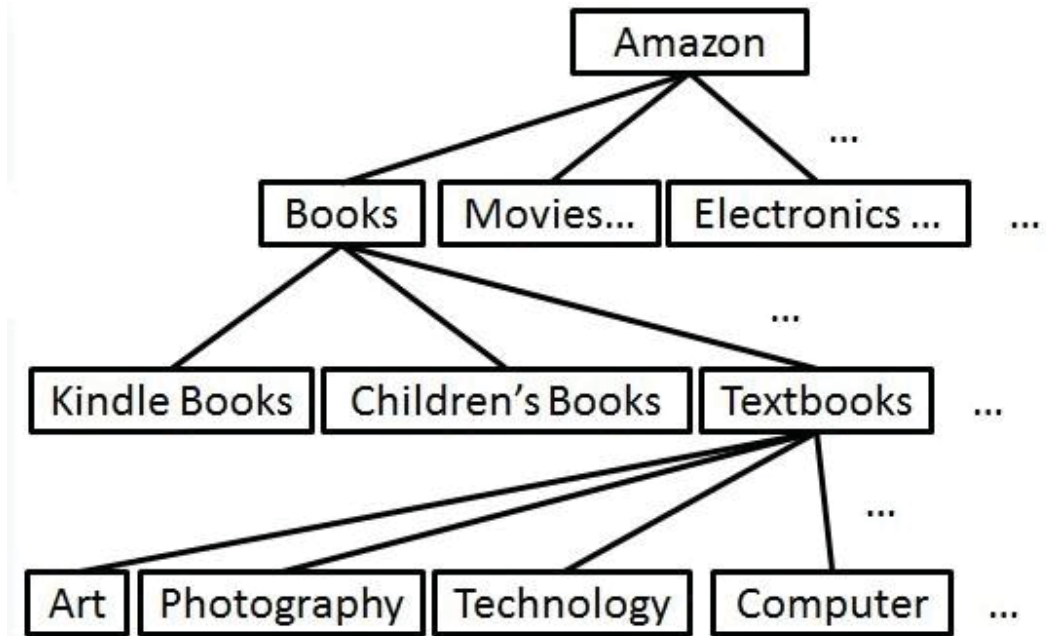 Amazon
...
Books Movies... Electronics ... ...
...
Kindle Books Children's Books Textbooks ...
...
Art Photography Technology Computer ...